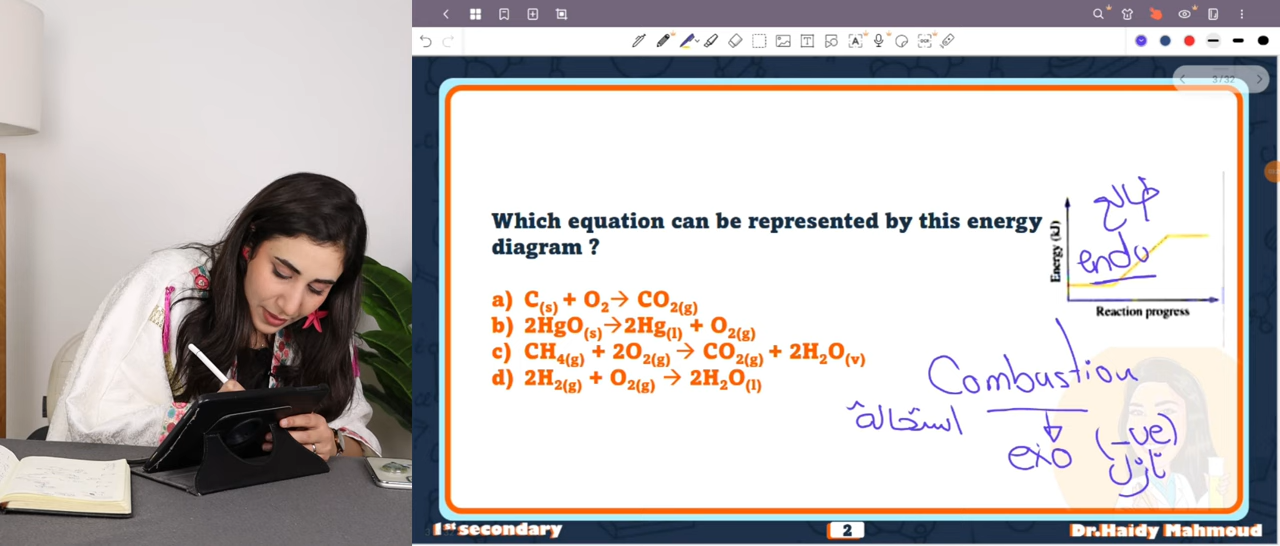 3/32
Which equation can be represented by this energy
diagram ?
a) C(s) + O₂→ CO₂(g)
b) 2HgO(s)→2Hg(l) + O₂(g)
c) CH₄(g) + 2O₂(g) → CO₂(g) + 2H₂O(v)
d) 2H₂(g) + O₂(g) → 2H₂O(l)
Energy (kJ)
طالع
endo
Reaction progress
Combustion
استحالة
exo (-ve)
نازل
1st secondary
2
Dr.Haidy Mahmoud